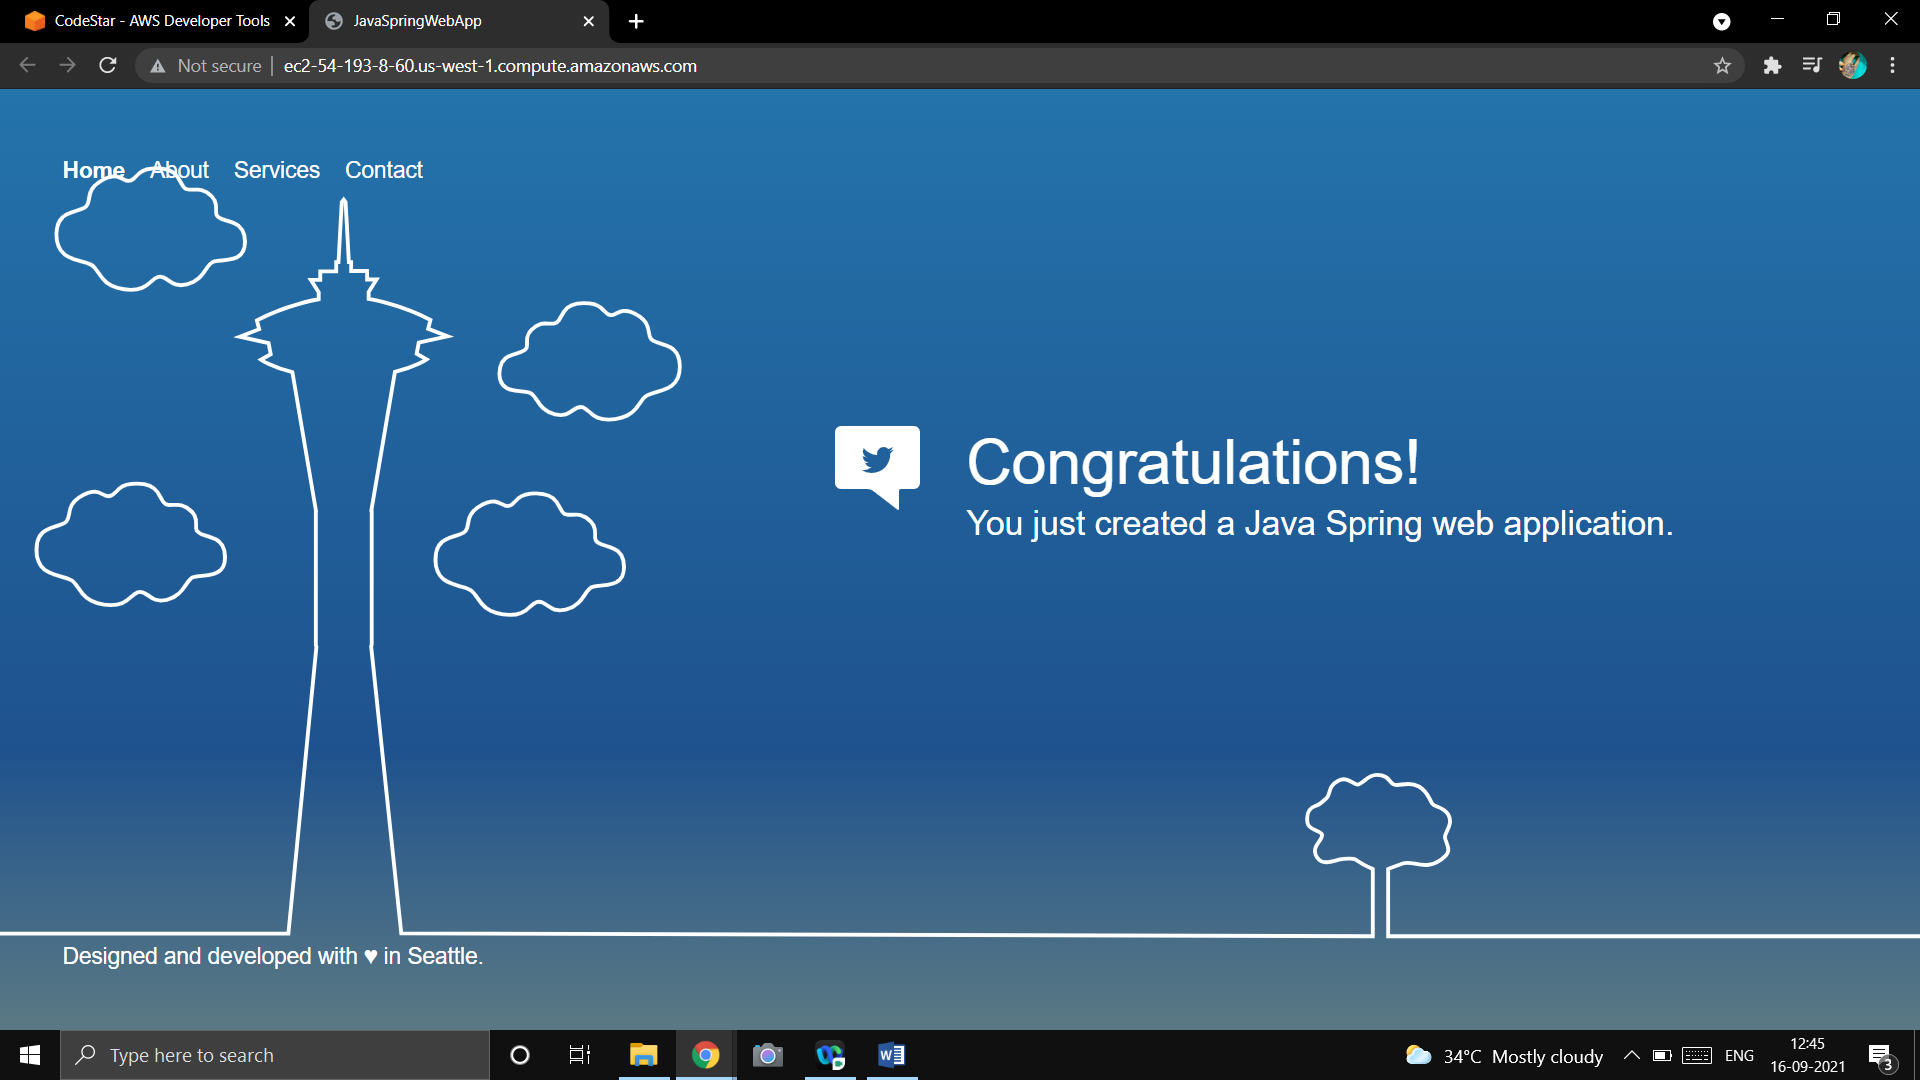 CodeStar - AWS Developer Tools
JavaSpringWebApp
Not secure
ec2-54-193-8-60.us-west-1.compute.amazonaws.com
Home About Services Contact
Congratulations!
You just created a Java Spring web application.
Designed and developed with ♥ in Seattle.
Type here to search
W
34°C Mostly cloudy
ENG
12:45
16-09-2021
3